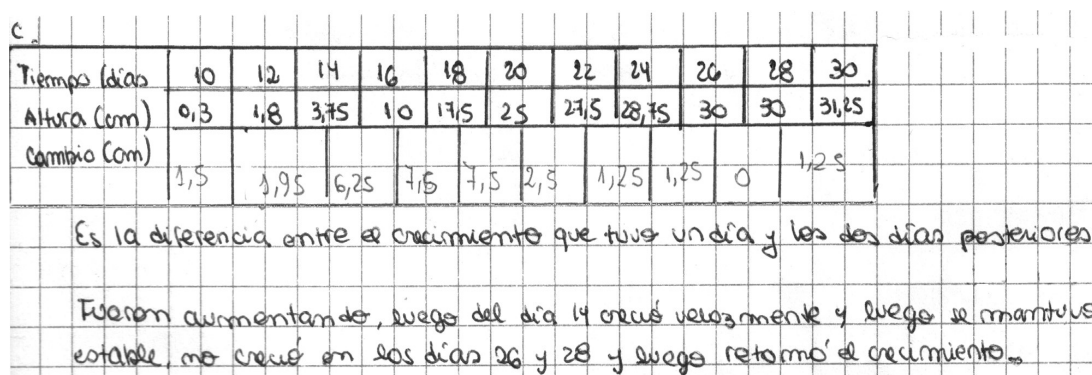 C.
Tiempo (días 10 12 14 16 18 20 22 24 26 28 30
Altura (cm) 0,3 1,8 3,75 10 17,5 25 27,5 28,75 30 30 31,25
Cambio (cm) 1,5 1,95 6,25 7,5 7,5 2,5 1,25 1,25 0 1,25
Es la diferencia entre el crecimiento que tuvo un día y los dos días posteriores
Fueron aumentando, luego del día 14 creció velozmente y luego se mantuvo
estable, no creció en los días 26 y 28 y luego retomó el crecimiento.